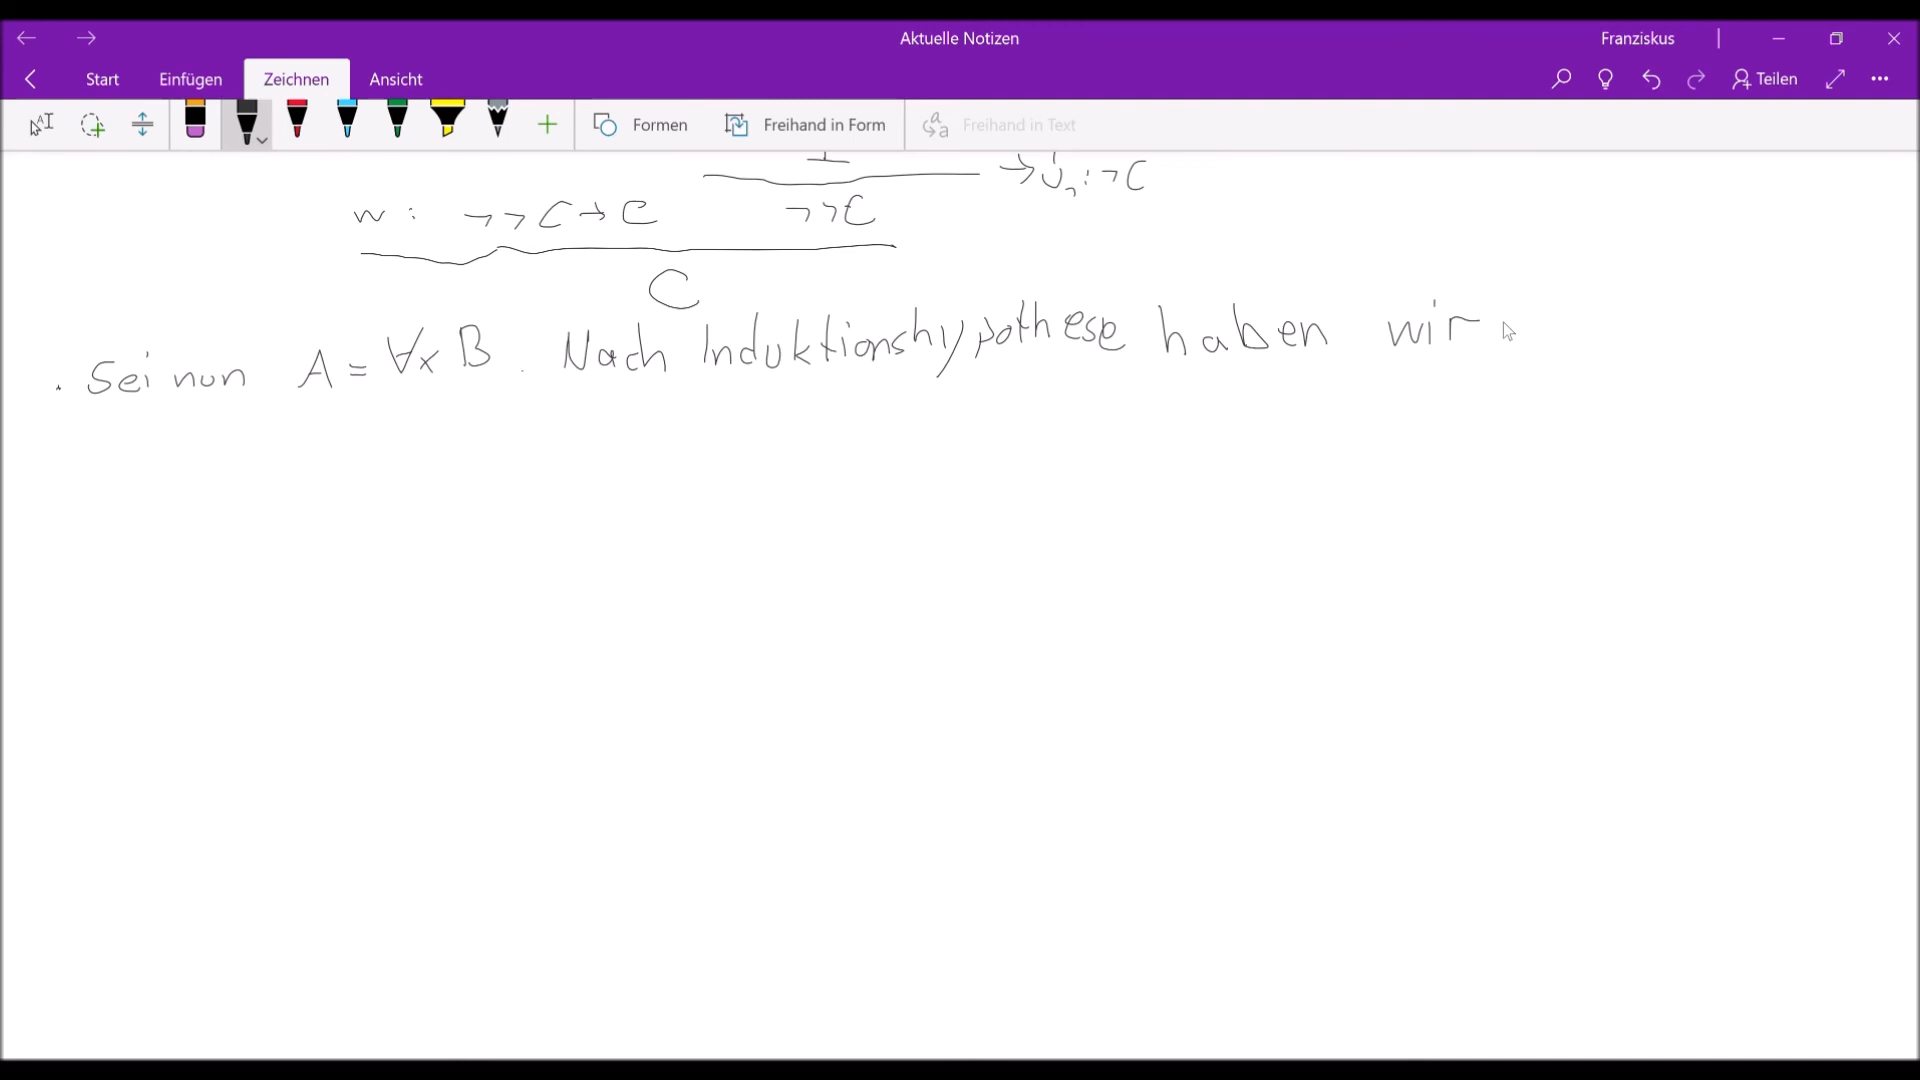 Aktuelle Notizen
Franziskus
Start Einfügen Zeichnen Ansicht
Teilen
Formen Freihand in Form Freihand in Text
⊥
→ : ¬C
w : ¬¬C→C ¬¬C
C
. Sei nun A = ∀x B . Nach Induktionshypothese haben wir